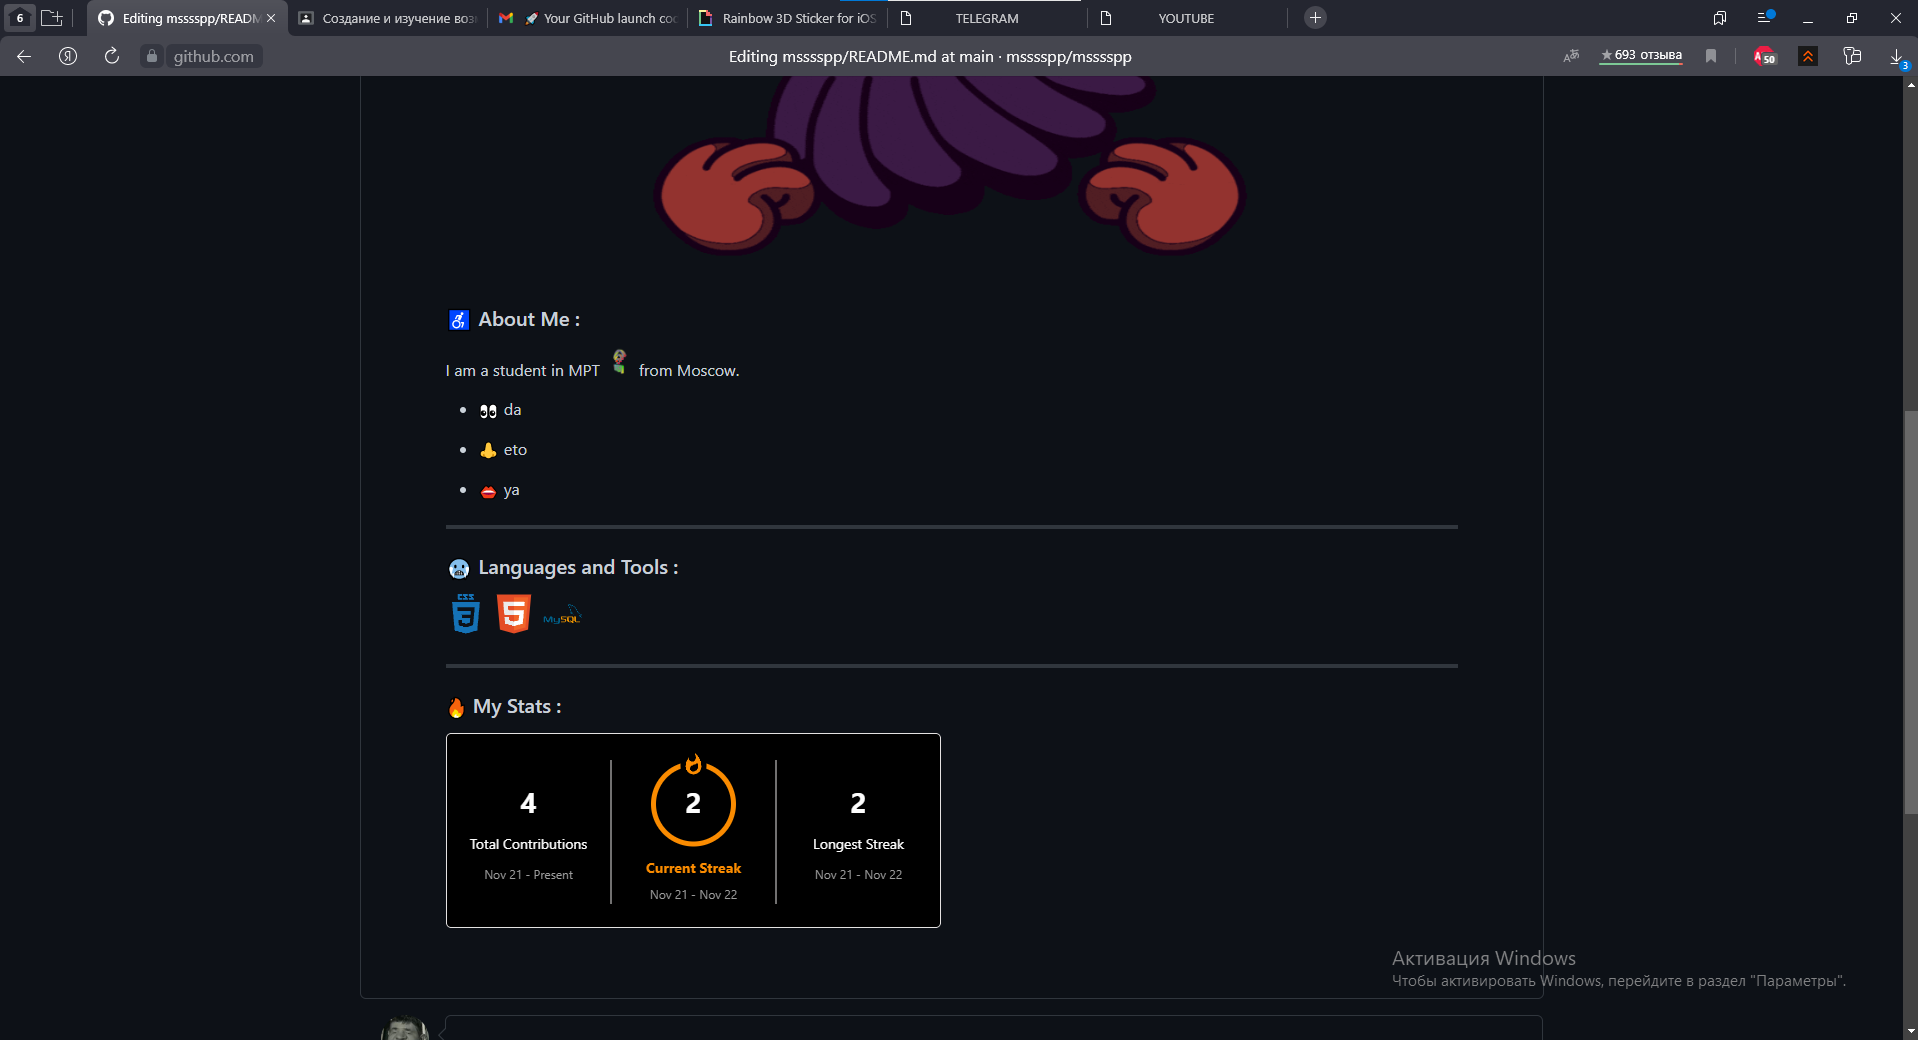 6
Editing msssspp/READM
Создание и изучение воз
🚀 Your GitHub launch coc
Rainbow 3D Sticker for iOS
TELEGRAM
YOUTUBE
Я
github.com
Editing msssspp/README.md at main · msssspp/msssspp
★693 отзыва
50
3
♿ About Me :
I am a student in MPT from Moscow.
• 👀 da
• 👃 eto
• 👄 ya
🥶 Languages and Tools :
CSS
3
5
MySQL
🔥 My Stats :
4
Total Contributions
Nov 21 - Present
2
Current Streak
Nov 21 - Nov 22
2
Longest Streak
Nov 21 - Nov 22
Активация Windows
Чтобы активировать Windows, перейдите в раздел "Параметры".